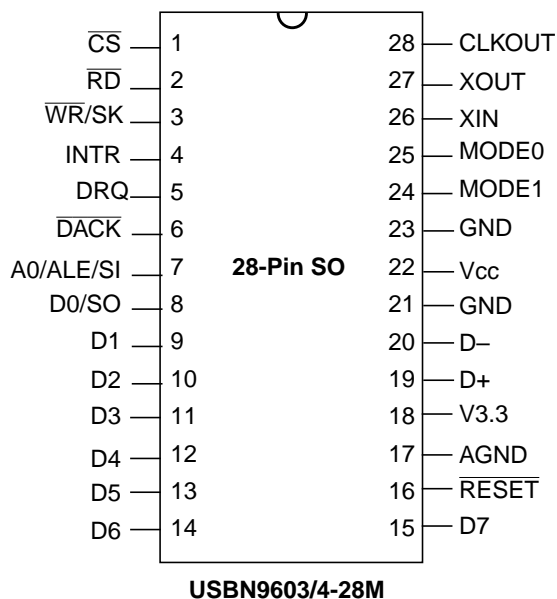 CS 1 28 CLKOUT
RD 2 27 XOUT
WR/SK 3 26 XIN
INTR 4 25 MODE0
DRQ 5 24 MODE1
DACK 6 23 GND
A0/ALE/SI 7 28-Pin SO 22 Vcc
D0/SO 8 21 GND
D1 9 20 D–
D2 10 19 D+
D3 11 18 V3.3
D4 12 17 AGND
D5 13 16 RESET
D6 14 15 D7
USBN9603/4-28M